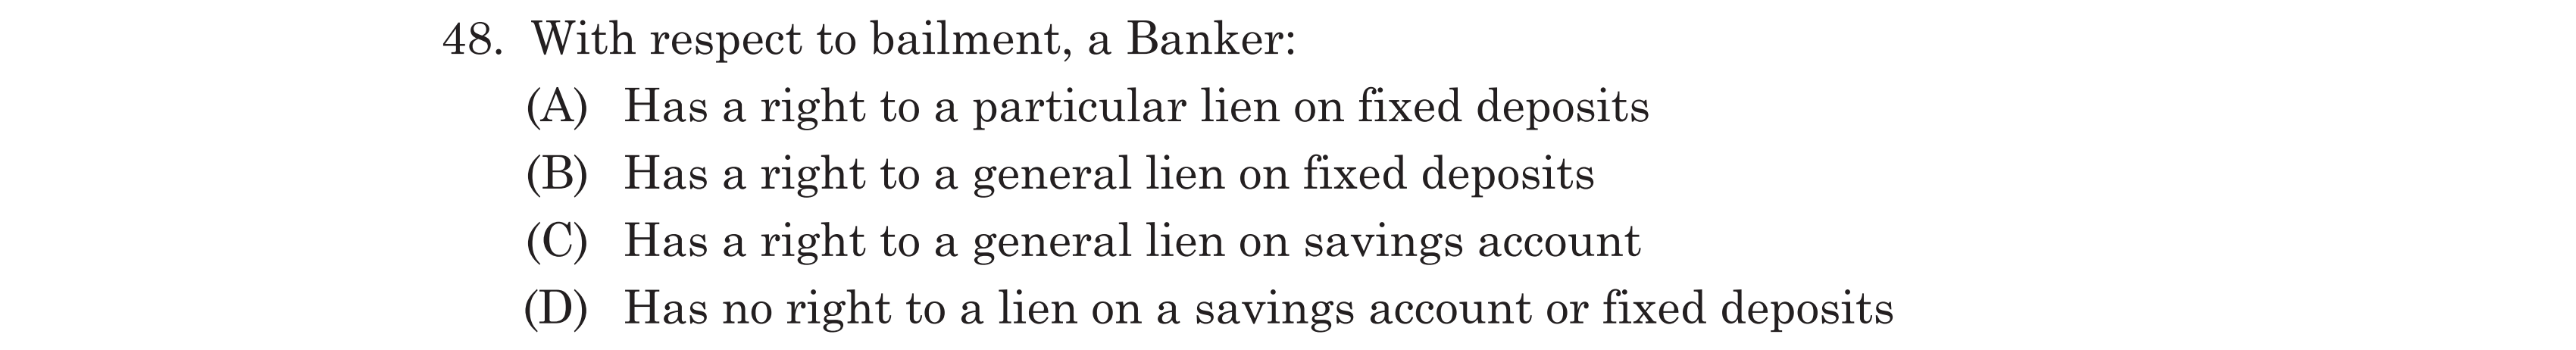 48. With respect to bailment, a Banker:
(A) Has a right to a particular lien on fixed deposits
(B) Has a right to a general lien on fixed deposits
(C) Has a right to a general lien on savings account
(D) Has no right to a lien on a savings account or fixed deposits